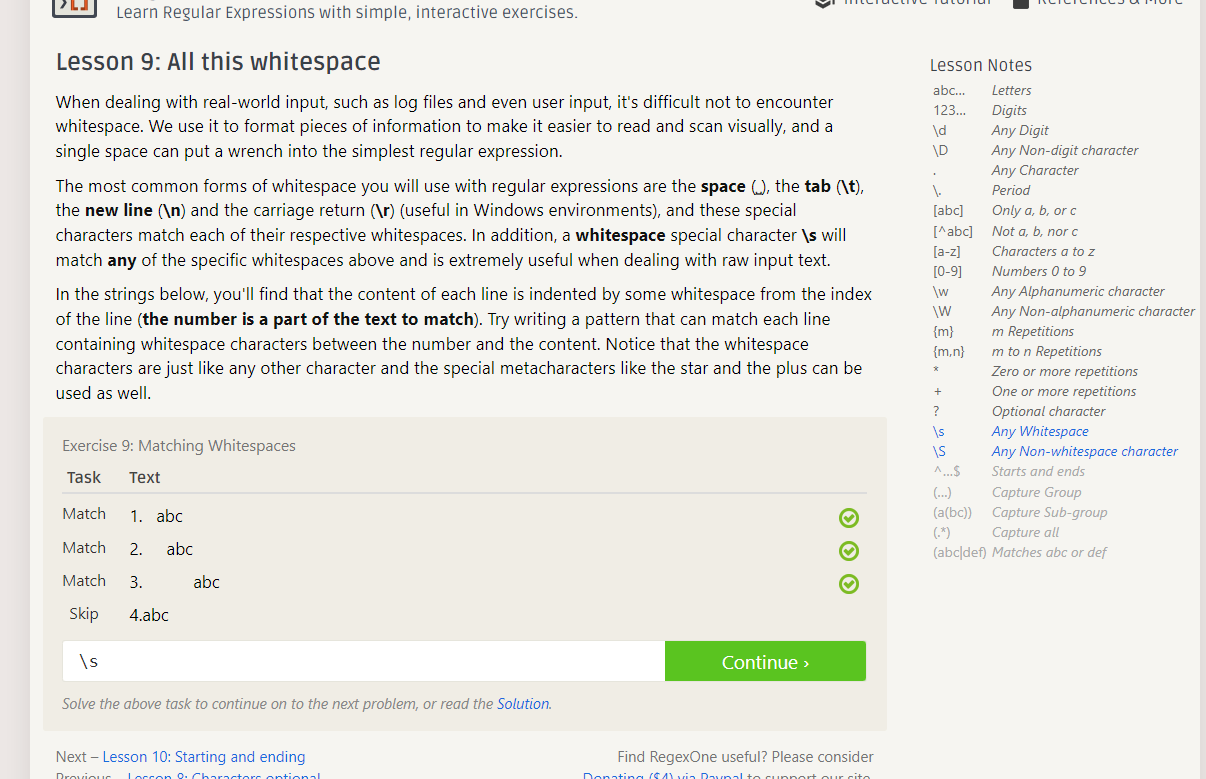 Learn Regular Expressions with simple, interactive exercises.
Interactive Tutorial
References & More
Lesson 9: All this whitespace
When dealing with real-world input, such as log files and even user input, it's difficult not to encounter
whitespace. We use it to format pieces of information to make it easier to read and scan visually, and a
single space can put a wrench into the simplest regular expression.
The most common forms of whitespace you will use with regular expressions are the space (␣), the tab (\t),
the new line (\n) and the carriage return (\r) (useful in Windows environments), and these special
characters match each of their respective whitespaces. In addition, a whitespace special character \s will
match any of the specific whitespaces above and is extremely useful when dealing with raw input text.
In the strings below, you'll find that the content of each line is indented by some whitespace from the index
of the line (the number is a part of the text to match). Try writing a pattern that can match each line
containing whitespace characters between the number and the content. Notice that the whitespace
characters are just like any other character and the special metacharacters like the star and the plus can be
used as well.
Exercise 9: Matching Whitespaces
Task Text
Match 1. abc
Match 2. abc
Match 3. abc
Skip 4.abc
\s
Continue ›
Solve the above task to continue on to the next problem, or read the Solution.
Next – Lesson 10: Starting and ending
Previous – Lesson 8: Characters optional
Find RegexOne useful? Please consider
Donating ($4) via Paypal to support our site.
Lesson Notes
abc… Letters
123… Digits
\d Any Digit
\D Any Non-digit character
. Any Character
\. Period
[abc] Only a, b, or c
[^abc] Not a, b, nor c
[a-z] Characters a to z
[0-9] Numbers 0 to 9
\w Any Alphanumeric character
\W Any Non-alphanumeric character
{m} m Repetitions
{m,n} m to n Repetitions
* Zero or more repetitions
+ One or more repetitions
? Optional character
\s Any Whitespace
\S Any Non-whitespace character
^…$ Starts and ends
(…) Capture Group
(a(bc)) Capture Sub-group
(.*) Capture all
(abc|def) Matches abc or def